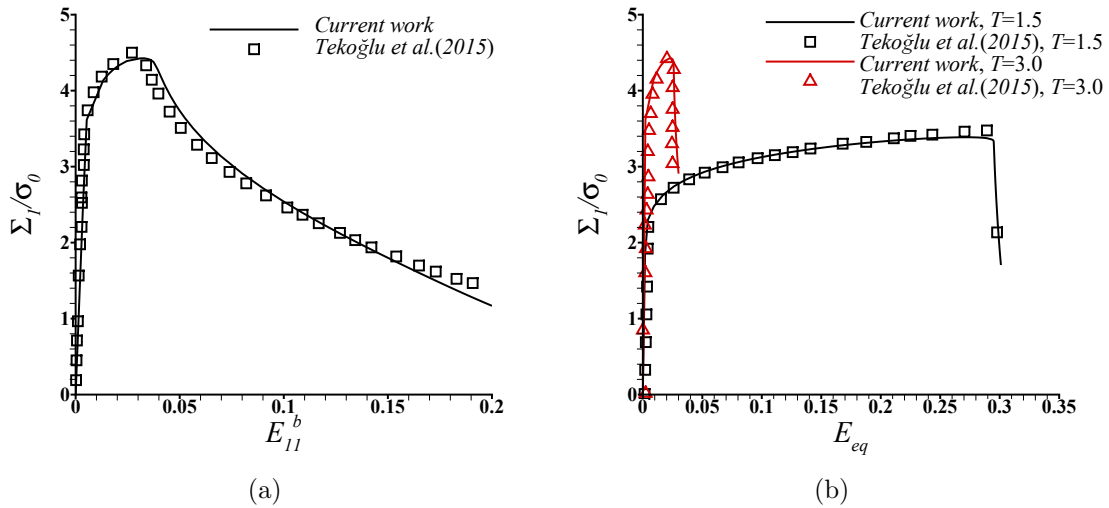 Current work
Tekoğlu et al.(2015)
5
4
3
2
1
0
Σ1/σ0
0 0.05 0.1 0.15 0.2
E11b
(a)
Current work, T=1.5
Tekoğlu et al.(2015), T=1.5
Current work, T=3.0
Tekoğlu et al.(2015), T=3.0
5
4
3
2
1
0
Σ1/σ0
0 0.05 0.1 0.15 0.2 0.25 0.3 0.35
Eeq
(b)